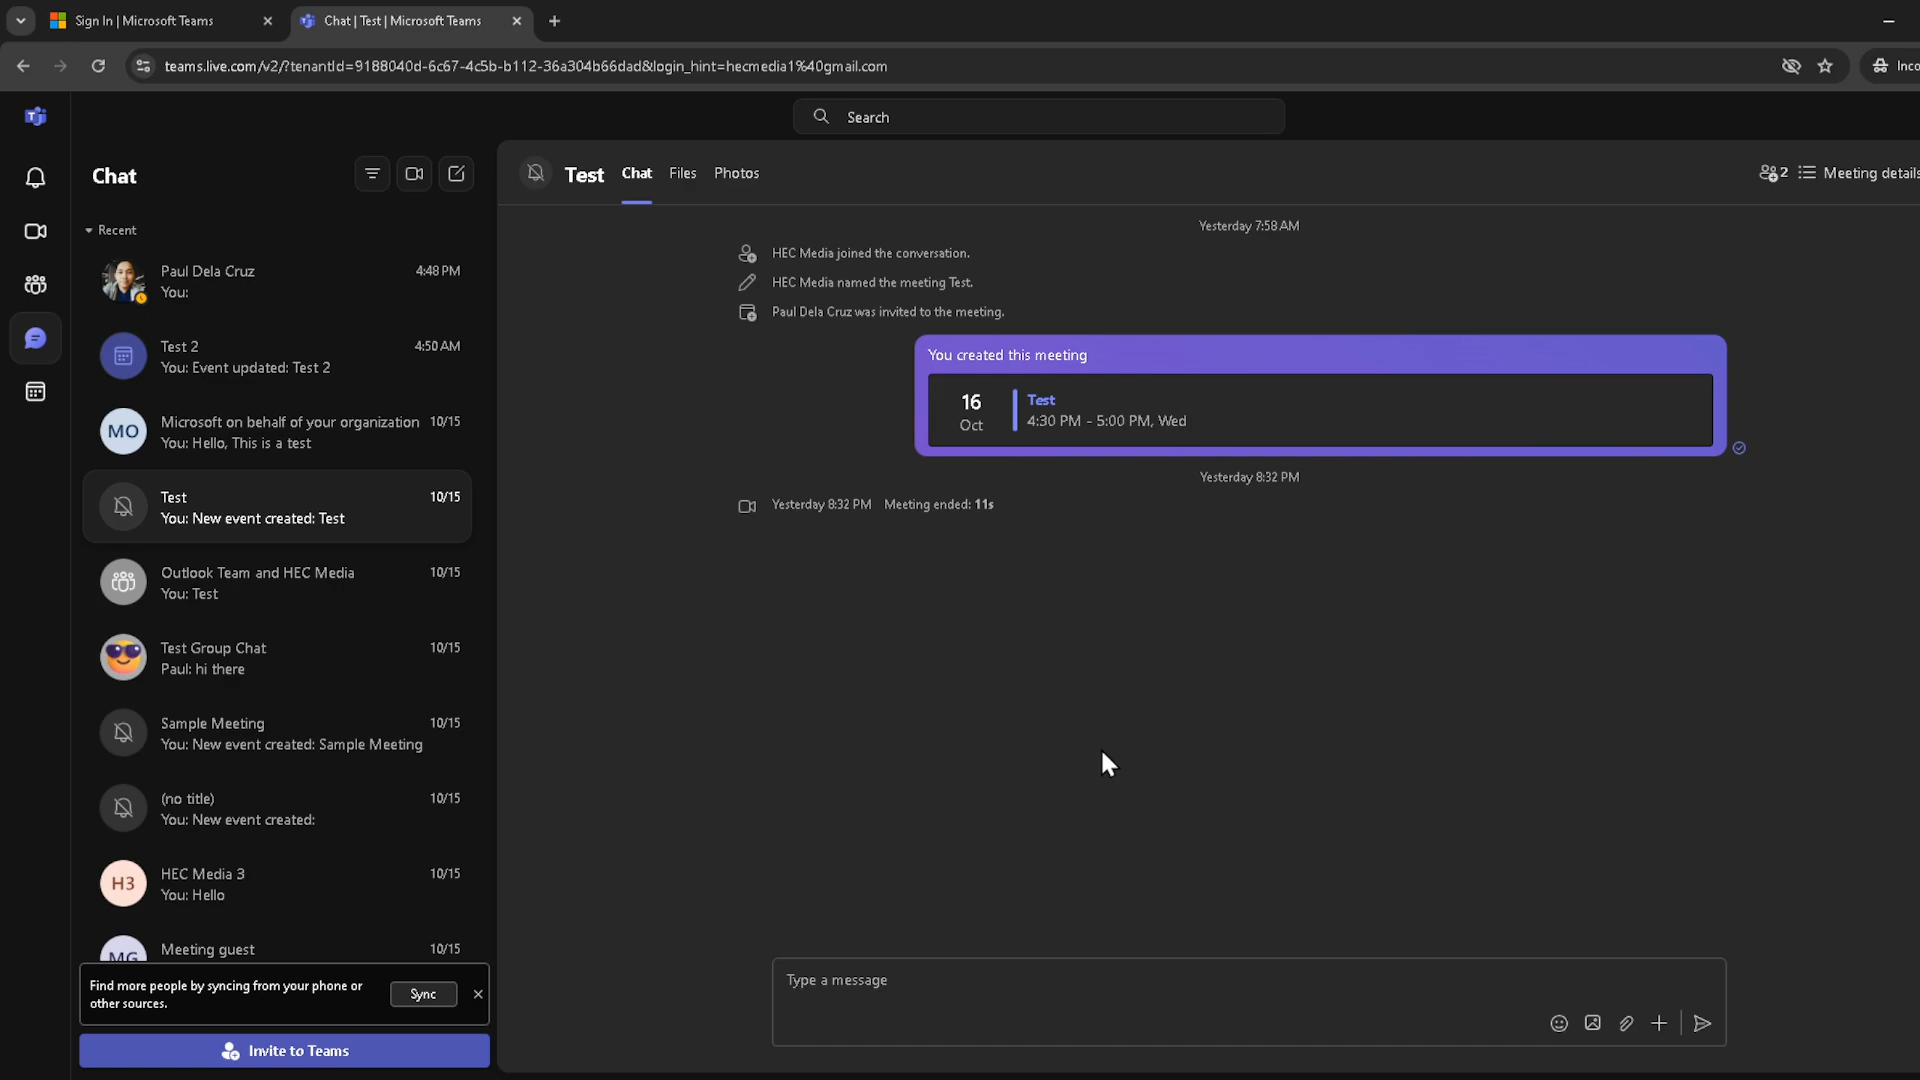 Sign In | Microsoft Teams
Chat | Test | Microsoft Teams
teams.live.com/v2/?tenantId=9188040d-6c67-4c5b-b112-36a304b66dad&login_hint=hecmedia1%40gmail.com
Inco
Search
Chat
Recent
Paul Dela Cruz 4:48 PM
You:
Test 2 4:50 AM
You: Event updated: Test 2
MO
Microsoft on behalf of your organization 10/15
You: Hello, This is a test
Test 10/15
You: New event created: Test
Outlook Team and HEC Media 10/15
You: Test
Test Group Chat 10/15
Paul: hi there
Sample Meeting 10/15
You: New event created: Sample Meeting
(no title) 10/15
You: New event created:
H3
HEC Media 3 10/15
You: Hello
MG
Meeting guest 10/15
Find more people by syncing from your phone or
other sources.
Sync
Invite to Teams
Test Chat Files Photos
2 Meeting details
Yesterday 7:58 AM
HEC Media joined the conversation.
HEC Media named the meeting Test.
Paul Dela Cruz was invited to the meeting.
You created this meeting
16
Oct
Test
4:30 PM - 5:00 PM, Wed
Yesterday 8:32 PM
Yesterday 8:32 PM Meeting ended: 11s
Type a message